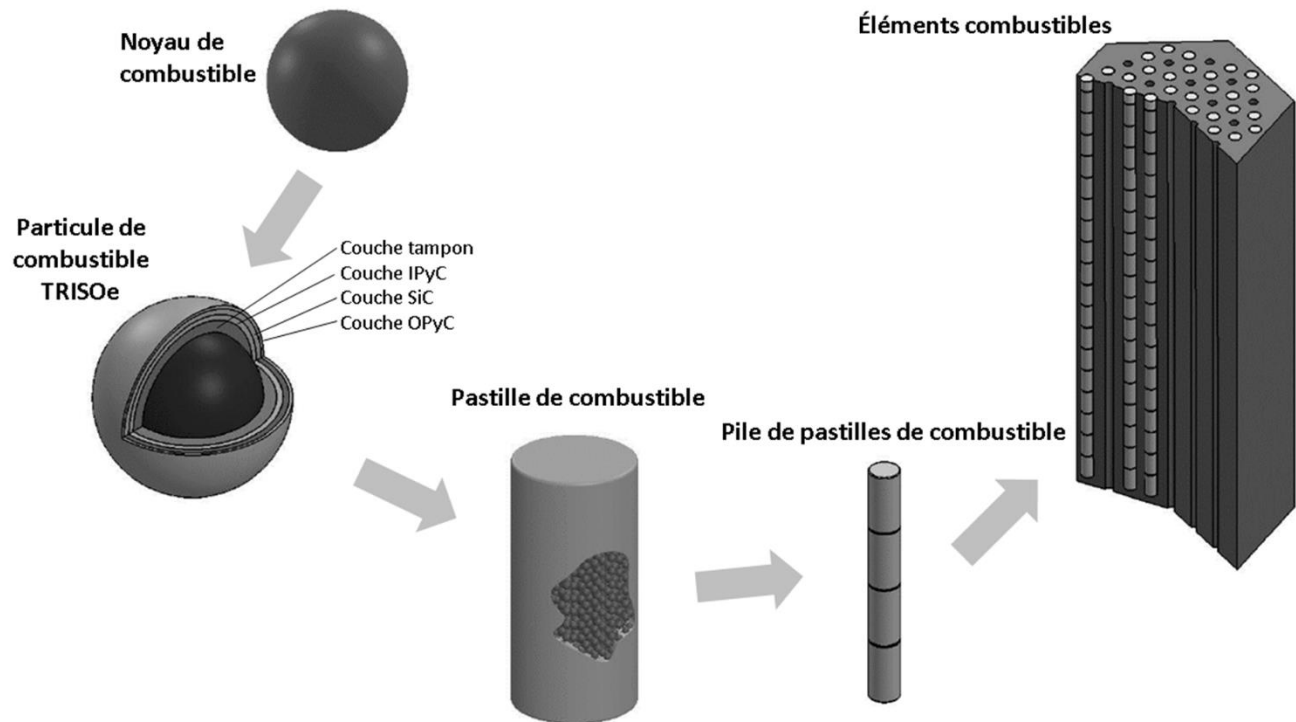 Noyau de
combustible
Éléments combustibles
Particule de
combustible
TRISOe
Couche tampon
Couche IPyC
Couche SiC
Couche OPyC
Pastille de combustible
Pile de pastilles de combustible